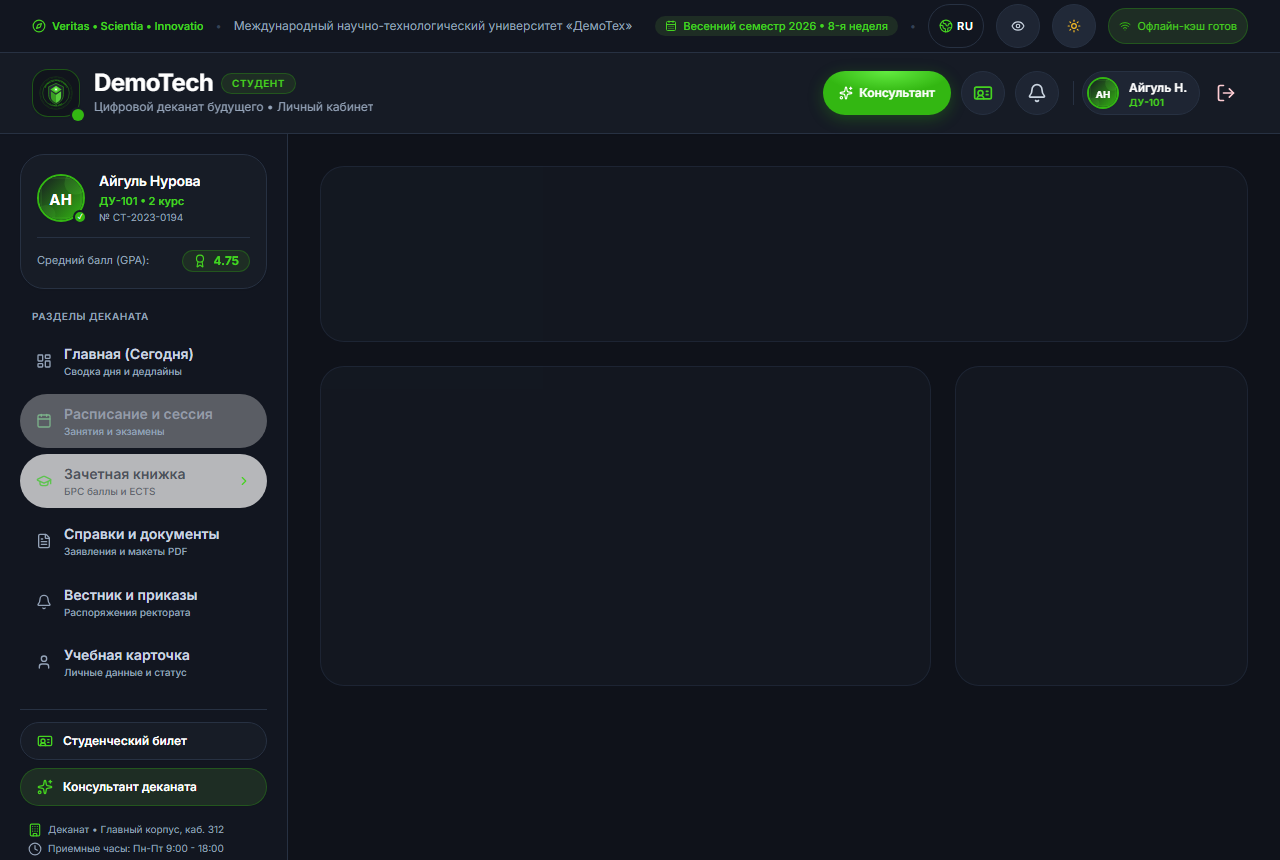 Veritas • Scientia • Innovatio • Международный научно-технологический университет «ДемоТех» Весенний семестр 2026 • 8-я неделя • RU Офлайн-кэш готов
DemoTech СТУДЕНТ
Цифровой деканат будущего • Личный кабинет
Консультант
АН Айгуль Н.
ДУ-101
АН
Айгуль Нурова
ДУ-101 • 2 курс
№ СТ-2023-0194
Средний балл (GPA): 4.75
РАЗДЕЛЫ ДЕКАНАТА
Главная (Сегодня)
Сводка дня и дедлайны
Расписание и сессия
Занятия и экзамены
Зачетная книжка
БРС баллы и ECTS
Справки и документы
Заявления и макеты PDF
Вестник и приказы
Распоряжения ректората
Учебная карточка
Личные данные и статус
Студенческий билет
Консультант деканата
Деканат • Главный корпус, каб. 312
Приемные часы: Пн-Пт 9:00 - 18:00